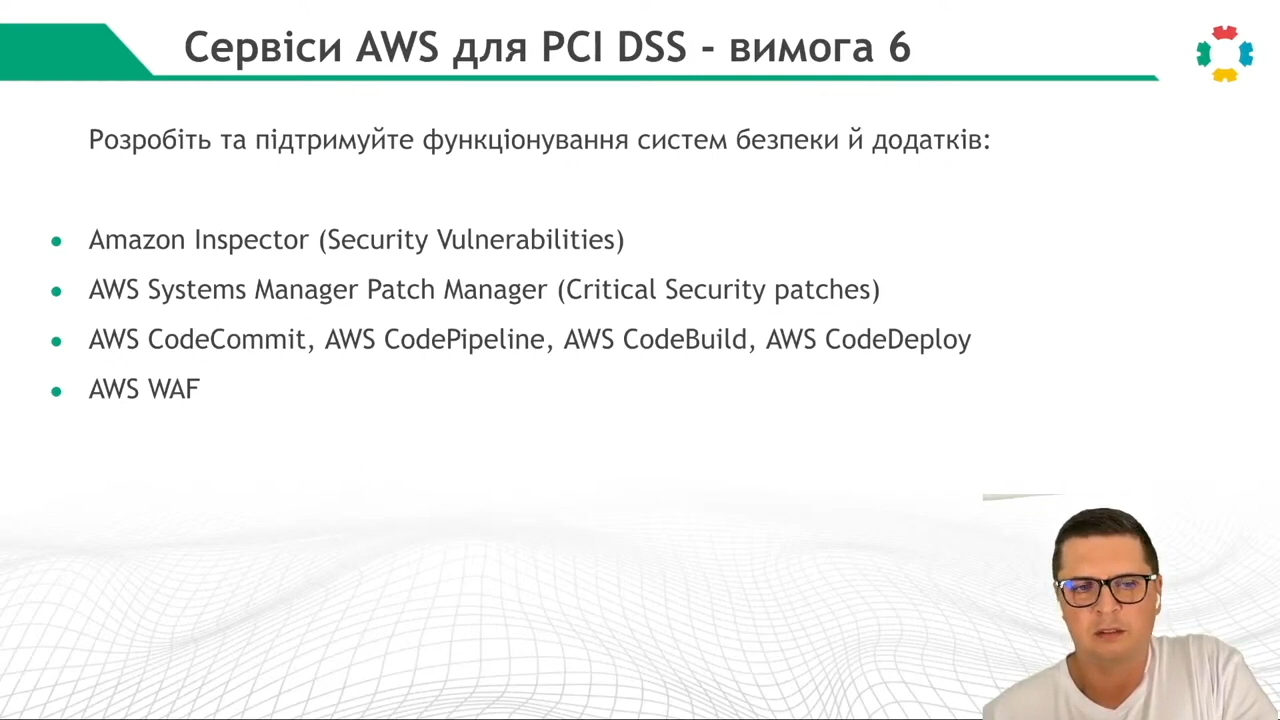 Сервіси AWS для PCI DSS - вимога 6
Розробіть та підтримуйте функціонування систем безпеки й додатків:
Amazon Inspector (Security Vulnerabilities)
AWS Systems Manager Patch Manager (Critical Security patches)
AWS CodeCommit, AWS CodePipeline, AWS CodeBuild, AWS CodeDeploy
AWS WAF